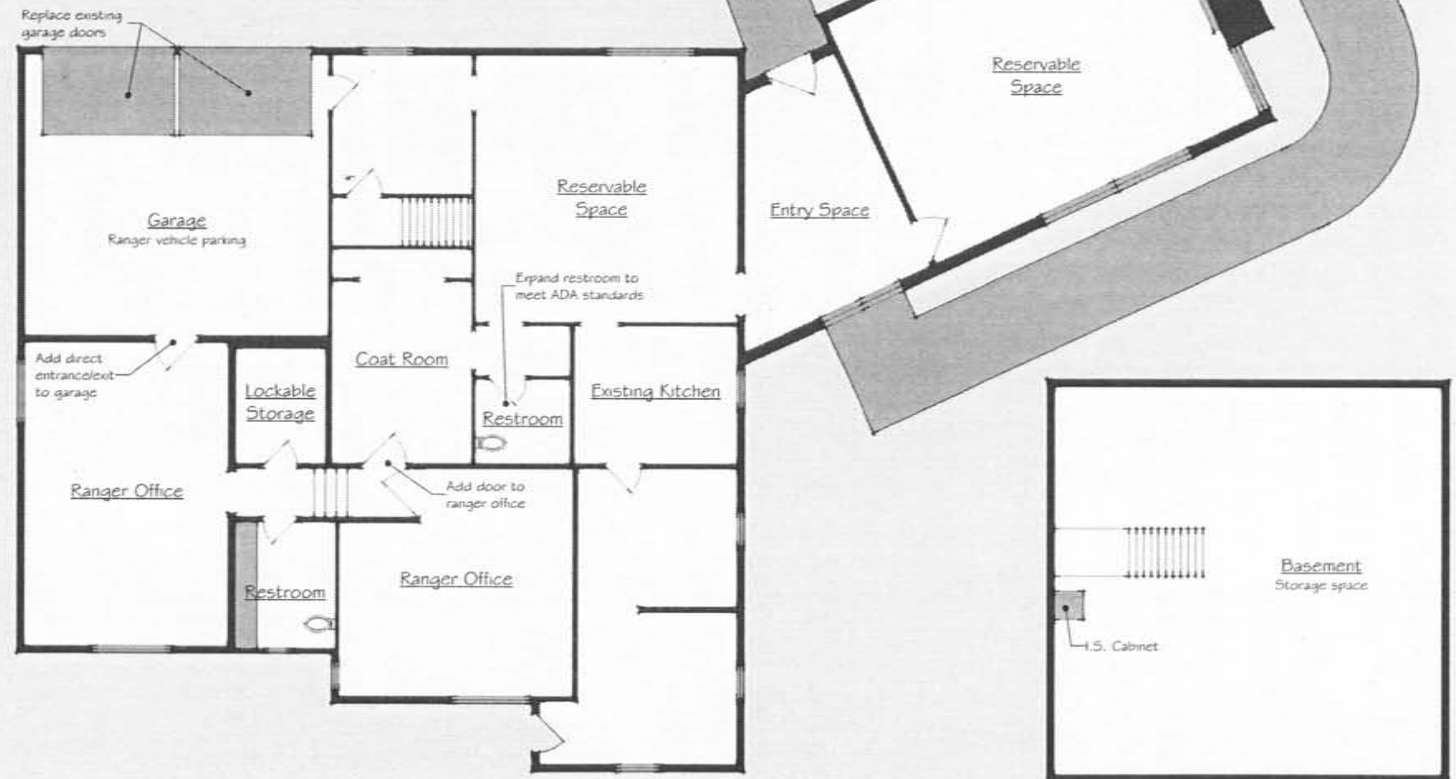 Replace existing
garage doors
Reservable
Space
Reservable
Space
Entry Space
Garage
Ranger vehicle parking
Expand restroom to
meet ADA standards
Add direct
entrance/exit
to garage
Coat Room
Lockable
Storage
Existing Kitchen
Restroom
Ranger Office
Add door to
ranger office
Ranger Office
Restroom
Basement
Storage space
I.S. Cabinet